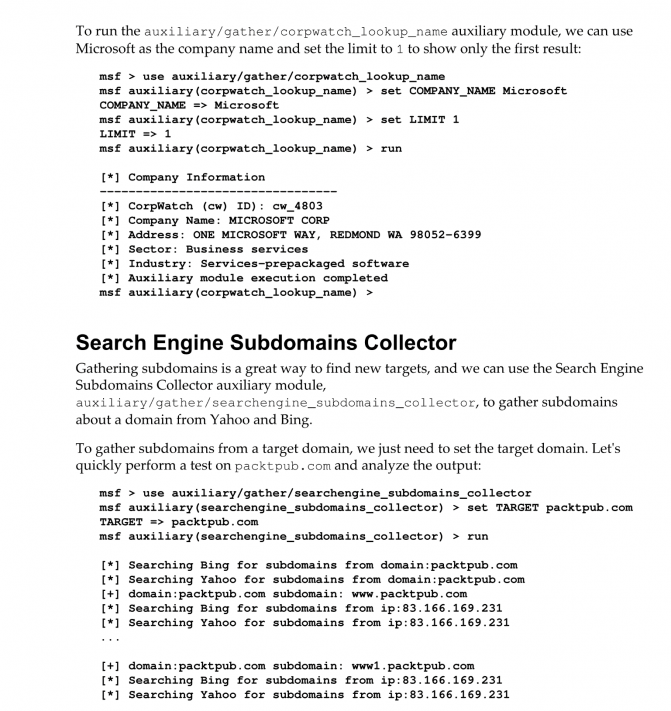 To run the auxiliary/gather/corpwatch_lookup_name auxiliary module, we can use
Microsoft as the company name and set the limit to 1 to show only the first result:
msf > use auxiliary/gather/corpwatch_lookup_name
msf auxiliary(corpwatch_lookup_name) > set COMPANY_NAME Microsoft
COMPANY_NAME => Microsoft
msf auxiliary(corpwatch_lookup_name) > set LIMIT 1
LIMIT => 1
msf auxiliary(corpwatch_lookup_name) > run
[*] Company Information
---------------------------------
[*] CorpWatch (cw) ID): cw_4803
[*] Company Name: MICROSOFT CORP
[*] Address: ONE MICROSOFT WAY, REDMOND WA 98052-6399
[*] Sector: Business services
[*] Industry: Services-prepackaged software
[*] Auxiliary module execution completed
msf auxiliary(corpwatch_lookup_name) >
Search Engine Subdomains Collector
Gathering subdomains is a great way to find new targets, and we can use the Search Engine
Subdomains Collector auxiliary module,
auxiliary/gather/searchengine_subdomains_collector, to gather subdomains
about a domain from Yahoo and Bing.
To gather subdomains from a target domain, we just need to set the target domain. Let's
quickly perform a test on packtpub.com and analyze the output:
msf > use auxiliary/gather/searchengine_subdomains_collector
msf auxiliary(searchengine_subdomains_collector) > set TARGET packtpub.com
TARGET => packtpub.com
msf auxiliary(searchengine_subdomains_collector) > run
[*] Searching Bing for subdomains from domain:packtpub.com
[*] Searching Yahoo for subdomains from domain:packtpub.com
[+] domain:packtpub.com subdomain: www.packtpub.com
[*] Searching Bing for subdomains from ip:83.166.169.231
[*] Searching Yahoo for subdomains from ip:83.166.169.231
...
[+] domain:packtpub.com subdomain: www1.packtpub.com
[*] Searching Bing for subdomains from ip:83.166.169.231
[*] Searching Yahoo for subdomains from ip:83.166.169.231